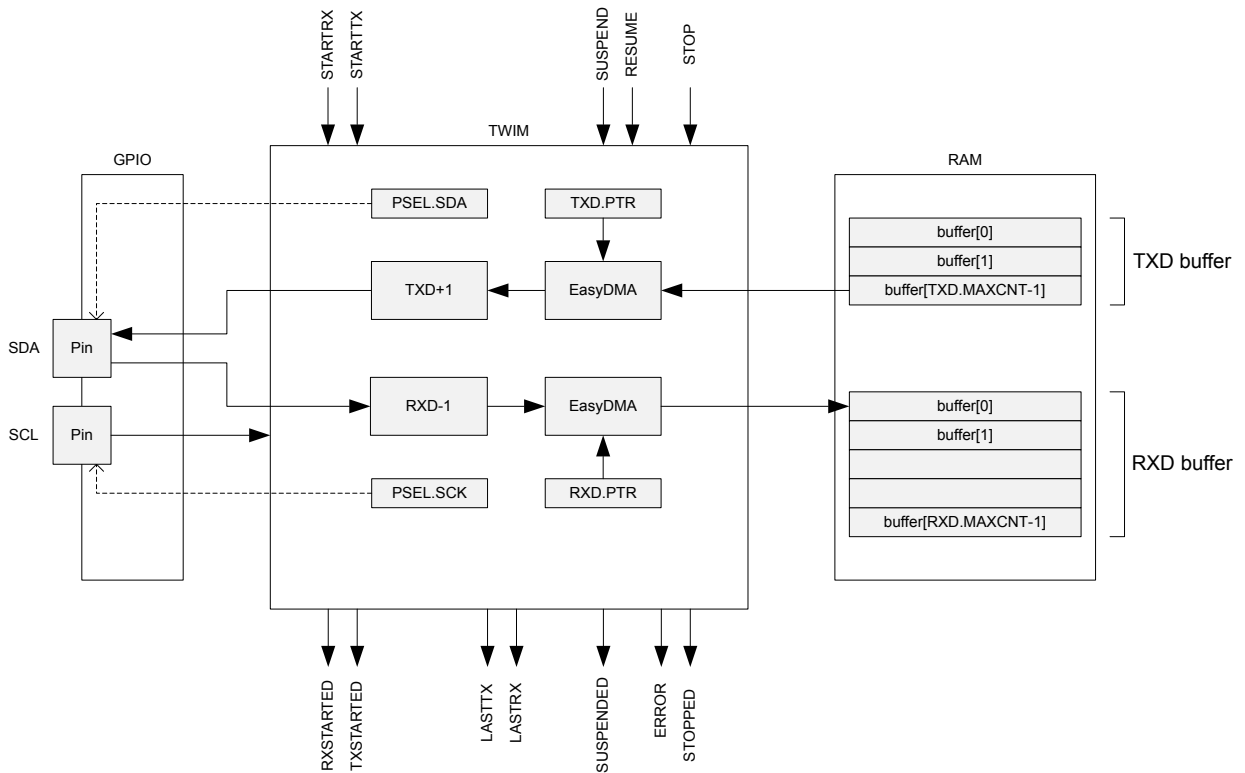 STARTRX
STARTTX
SUSPEND
RESUME
STOP
TWIM
GPIO
RAM
PSEL.SDA
TXD.PTR
buffer[0]
buffer[1]
buffer[TXD.MAXCNT-1]
TXD buffer
TXD+1
EasyDMA
SDA
Pin
RXD-1
EasyDMA
SCL
Pin
buffer[0]
buffer[1]
buffer[RXD.MAXCNT-1]
RXD buffer
PSEL.SCK
RXD.PTR
RXSTARTED
TXSTARTED
LASTTX
LASTRX
SUSPENDED
ERROR
STOPPED